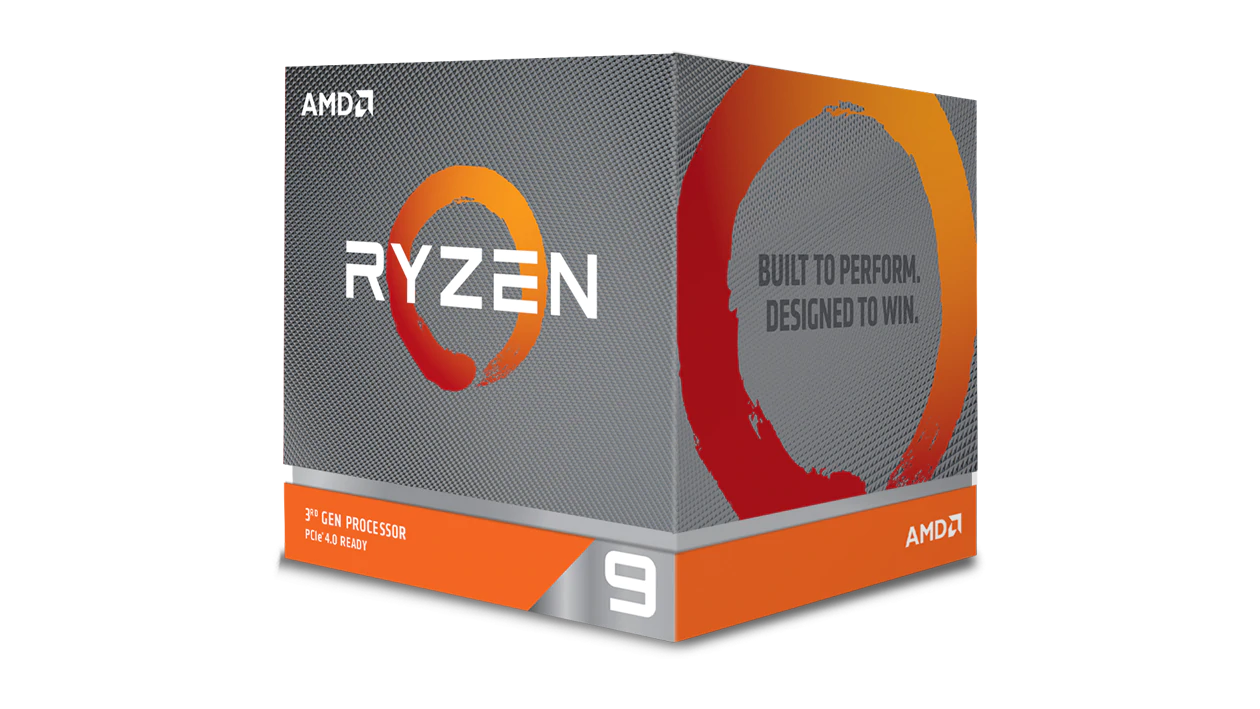 AMD
RYZEN
3RD GEN PROCESSOR
PCIe® 4.0 READY
9
BUILT TO PERFORM.
DESIGNED TO WIN.
AMD